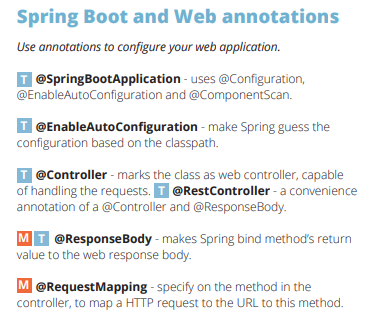 Spring Boot and Web annotations
Use annotations to configure your web application.
T @SpringBootApplication - uses @Configuration,
@EnableAutoConfiguration and @ComponentScan.
T @EnableAutoConfiguration - make Spring guess the
configuration based on the classpath.
T @Controller - marks the class as web controller, capable
of handling the requests. T @RestController - a convenience
annotation of a @Controller and @ResponseBody.
M T @ResponseBody - makes Spring bind method’s return
value to the web response body.
M @RequestMapping - specify on the method in the
controller, to map a HTTP request to the URL to this method.